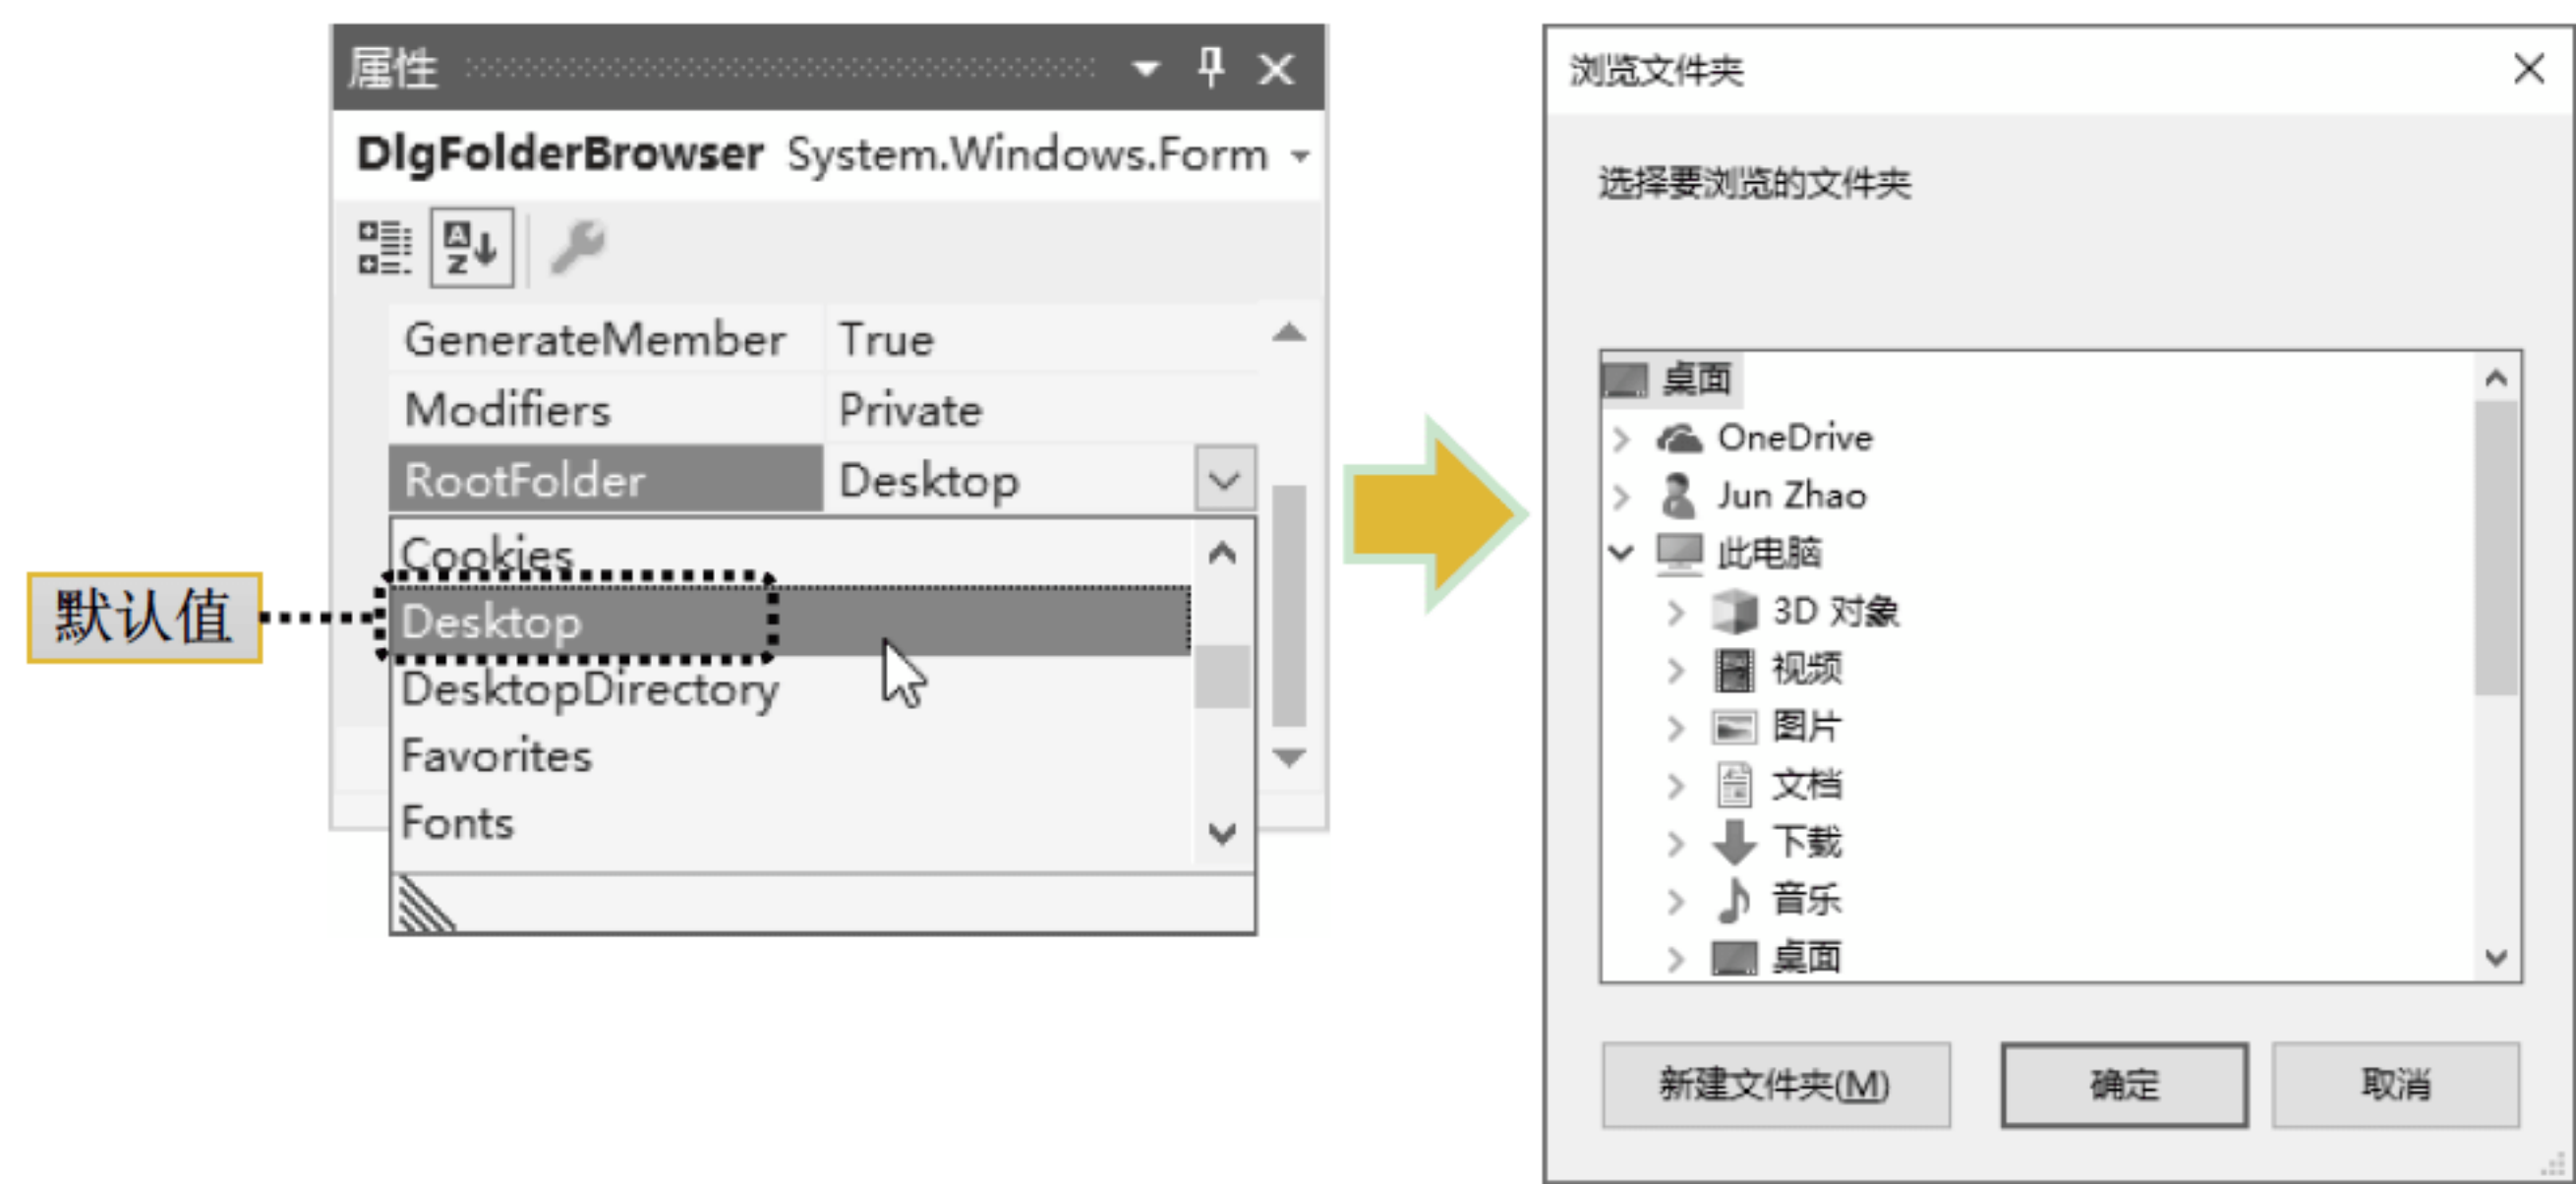 属性
DlgFolderBrowser System.Windows.Form
GenerateMember True
Modifiers Private
RootFolder Desktop
Cookies
Desktop
DesktopDirectory
Favorites
Fonts
默认值
浏览文件夹
选择要浏览的文件夹
桌面
OneDrive
Jun Zhao
此电脑
3D 对象
视频
图片
文档
下载
音乐
桌面
新建文件夹(M) 确定 取消